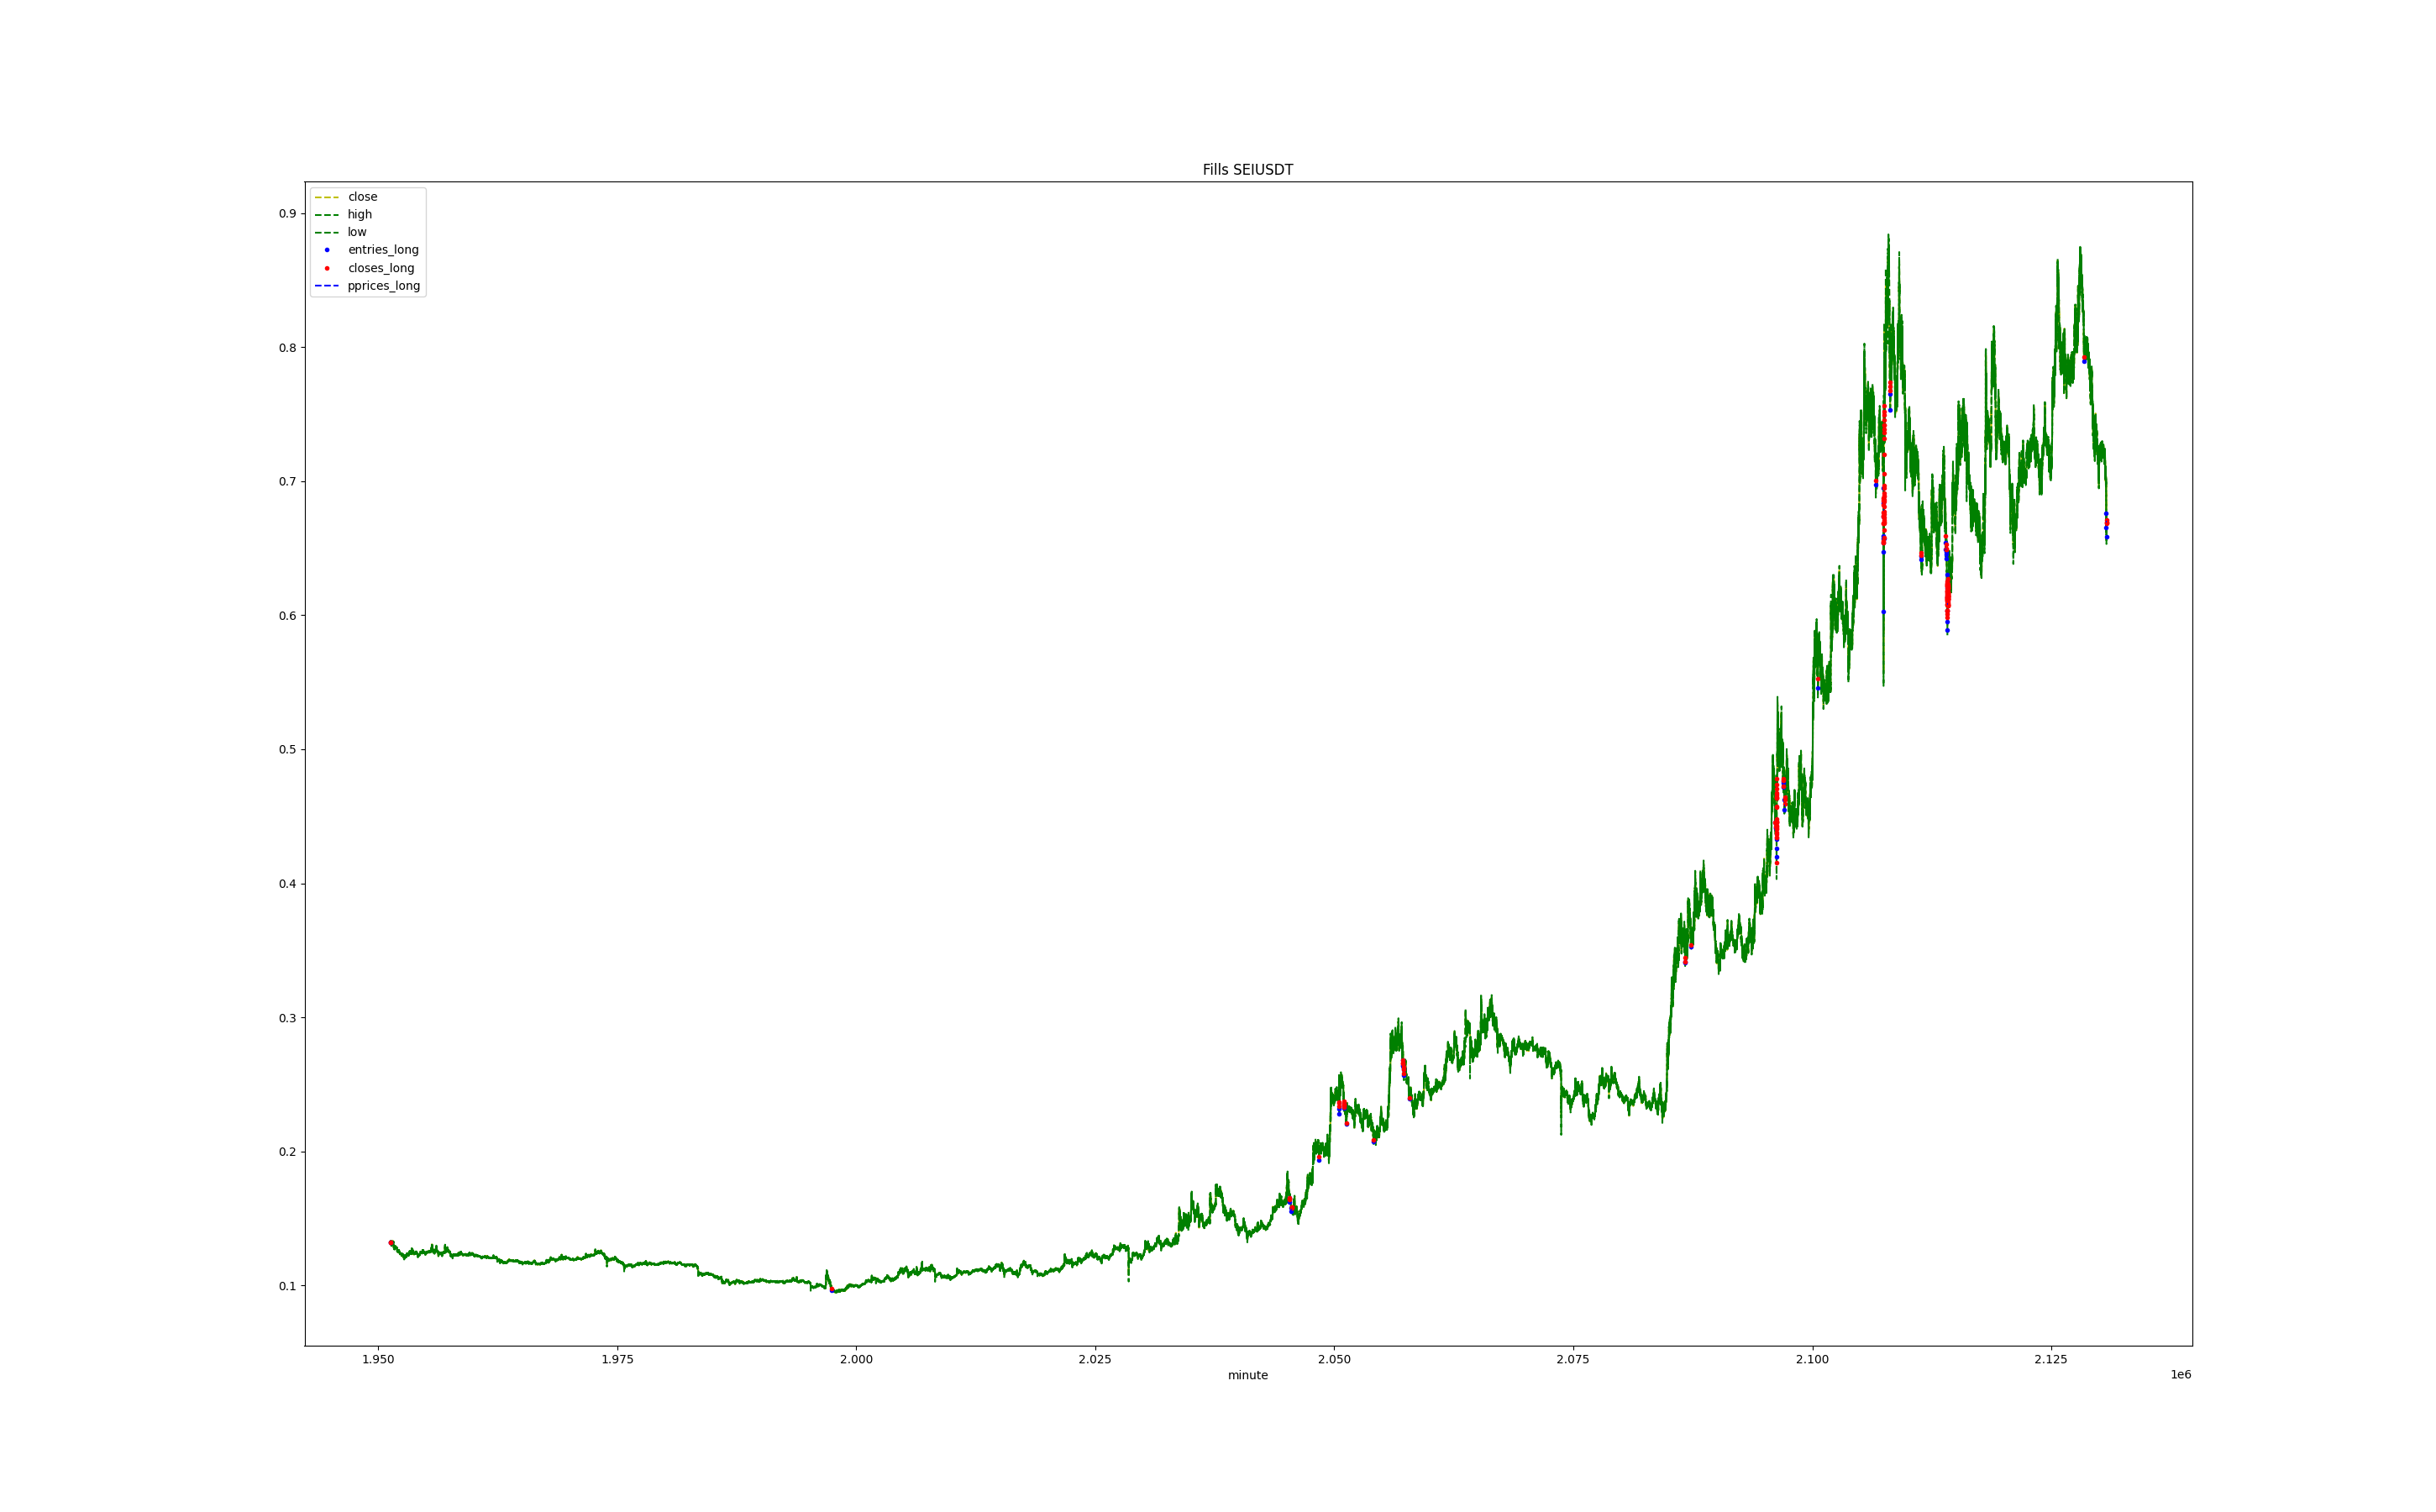 Fills SEIUSDT
close
high
low
entries_long
closes_long
pprices_long
0.9
0.8
0.7
0.6
0.5
0.4
0.3
0.2
0.1
1.950 1.975 2.000 2.025 2.050 2.075 2.100 2.125
minute
1e6